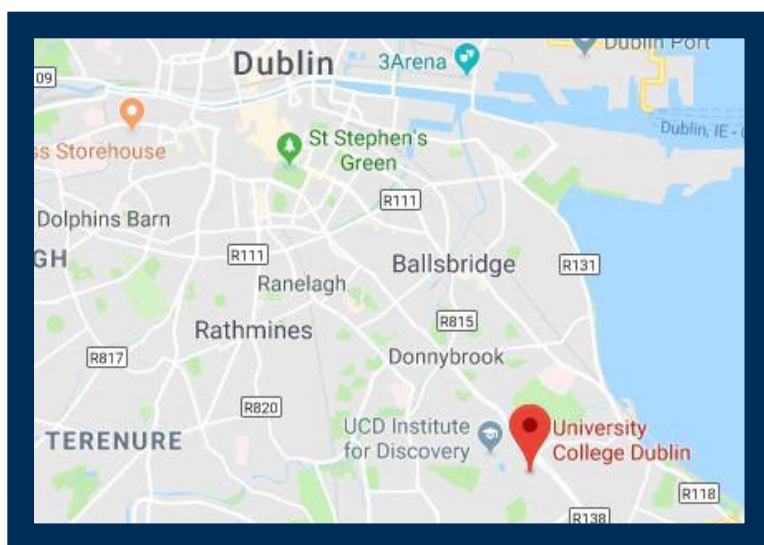 Dublin Port
Dublin
3Arena
09
Dublin, IE -
ss Storehouse
St Stephen's
Green
R111
Dolphins Barn
GH
R111
Ballsbridge
R131
Ranelagh
Rathmines
R815
R817
Donnybrook
R820
UCD Institute
for Discovery
University
College Dublin
TERENURE
R118
R138